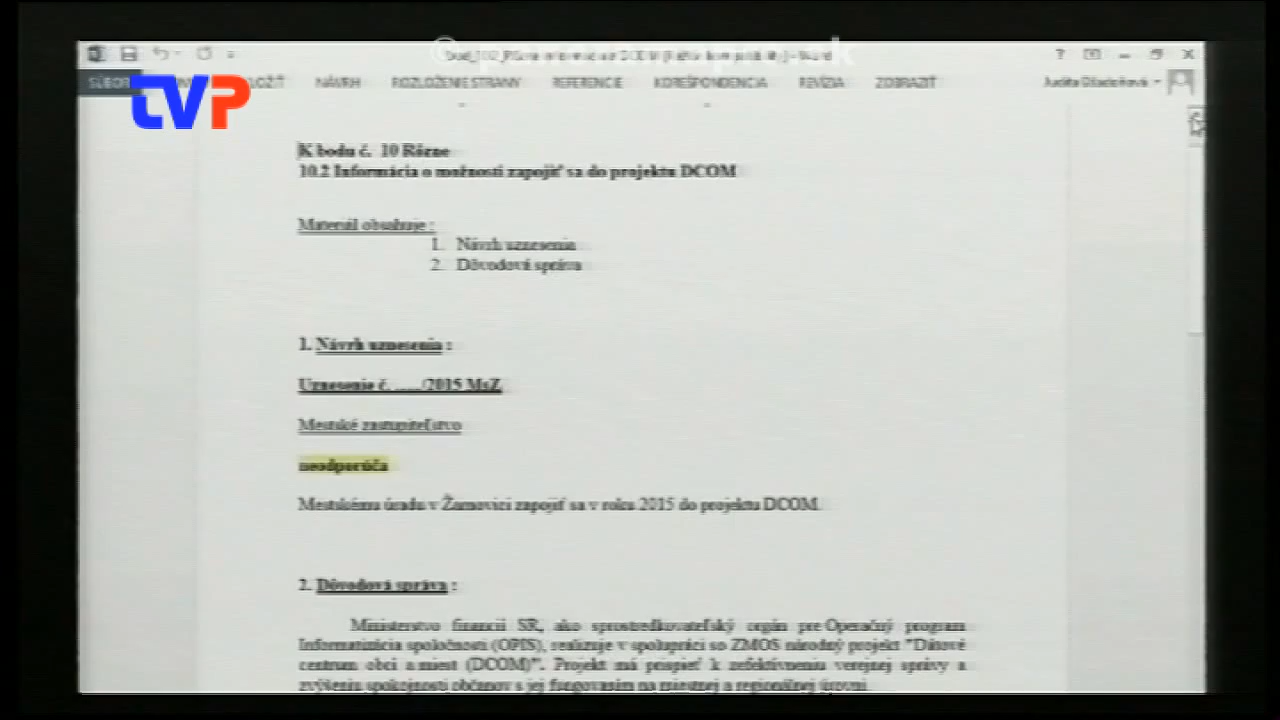 SÚBOR
NÁVRH ROZLOŽENIE STRANY REFERENCIE KOREŠPONDENCIA REVÍZIA ZOBRAZIŤ
tvp
K bodu č. 10 Rôzne
10.2 Informácia o možnosti zapojiť sa do projektu DCOM
Materiál obsahuje :
1. Návrh uznesenia
2. Dôvodová správa
1. Návrh uznesenia :
Uznesenie č. ...../2015 MsZ
Mestské zastupiteľstvo
neodporúča
Mestskému úradu v Žarnovici zapojiť sa v roku 2015 do projektu DCOM.
2. Dôvodová správa :
Ministerstvo financií SR, ako sprostredkovateľský orgán pre Operačný program
Informatizácia spoločnosti (OPIS), realizuje v spolupráci so ZMOS národný projekt "Dátové
centrum obcí a miest (DCOM)". Projekt má prispieť k zefektívneniu verejnej správy a
zvýšeniu spokojnosti občanov s jej fungovaním na miestnej a regionálnej úrovni.